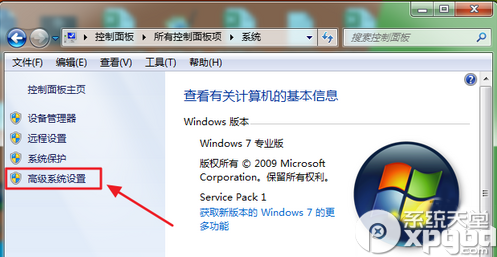 控制面板 ▸ 所有控制面板项 ▸ 系统
搜索控制面板
文件(F) 编辑(E) 查看(V) 工具(T) 帮助(H)
控制面板主页
设备管理器
远程设置
系统保护
高级系统设置
查看有关计算机的基本信息
Windows 版本
Windows 7 专业版
版权所有 © 2009 Microsoft
Corporation。保留所有权利。
Service Pack 1
获取新版本的 Windows 7 的更
多功能
系统天堂
xpgod